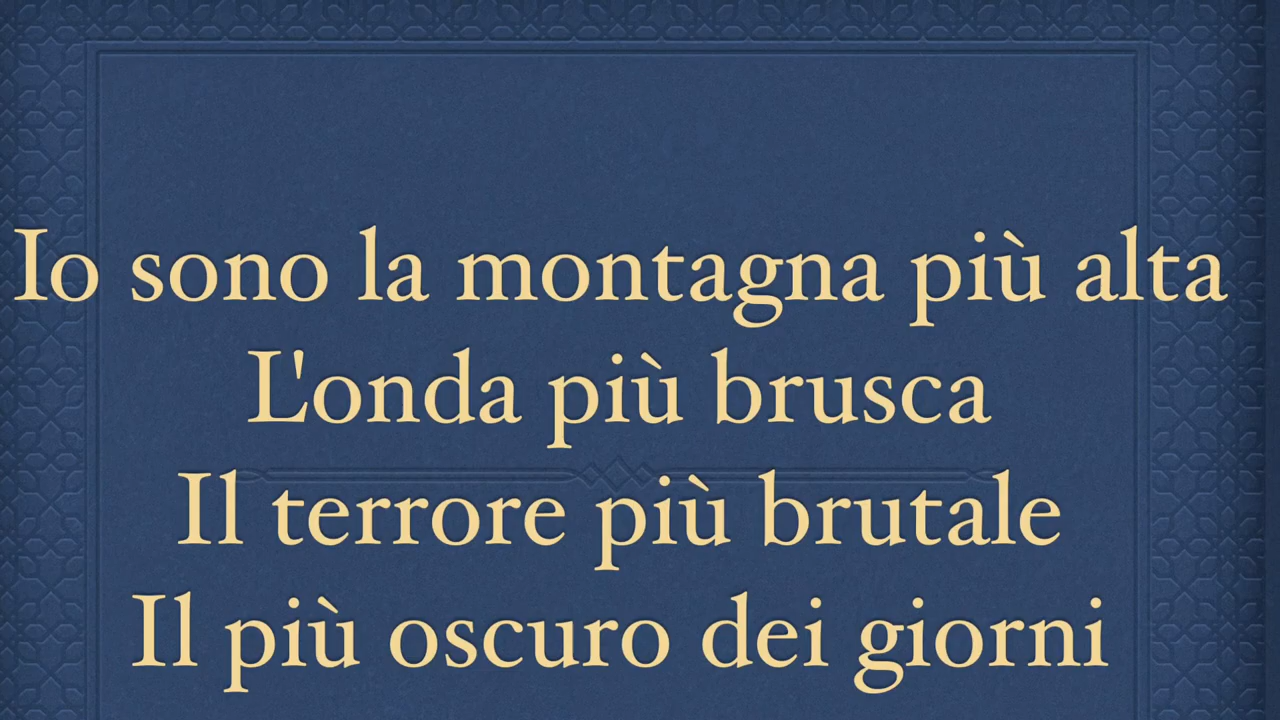 Io sono la montagna più alta
L'onda più brusca
Il terrore più brutale
Il più oscuro dei giorni